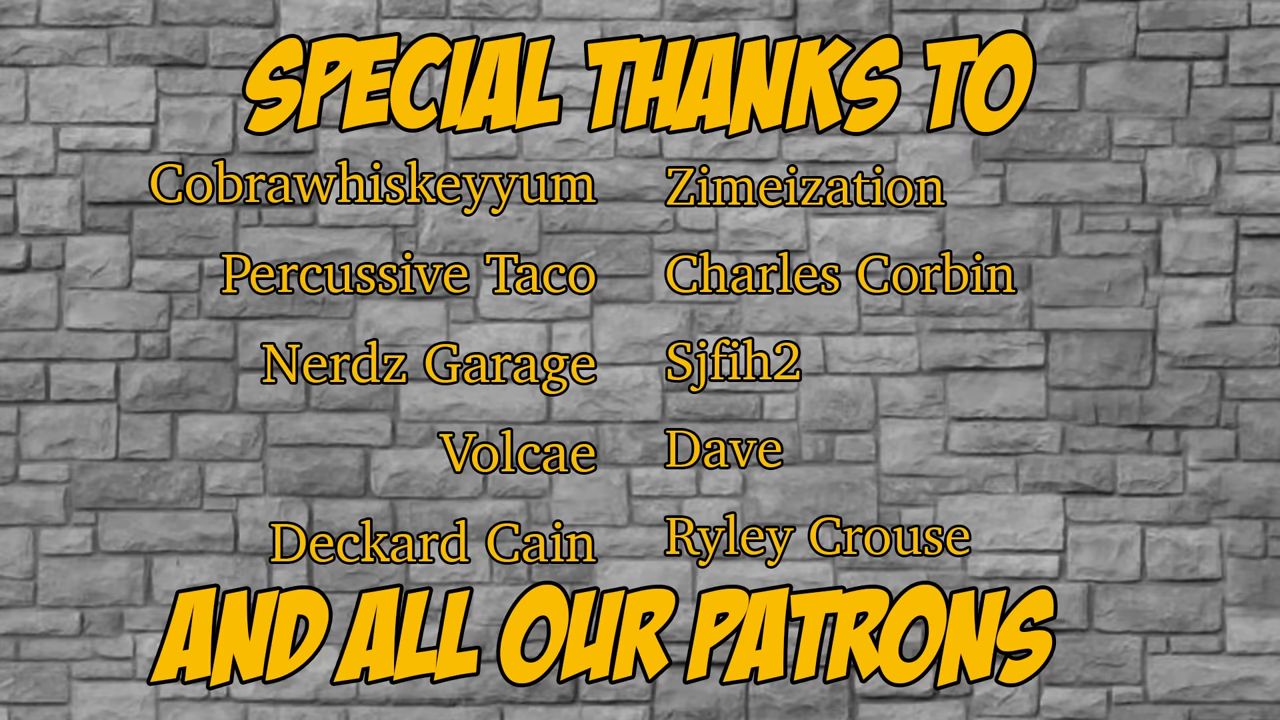 SPECIAL THANKS TO
Cobrawhiskeyyum
Zimeization
Percussive Taco
Charles Corbin
Nerdz Garage
Sjfih2
Volcae
Dave
Deckard Cain
Ryley Crouse
AND ALL OUR PATRONS